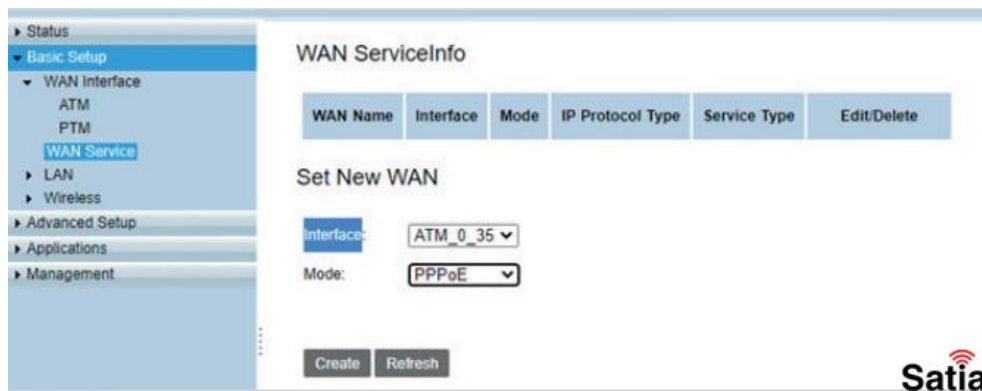 Status
Basic Setup
WAN Interface
ATM
PTM
WAN Service
LAN
Wireless
Advanced Setup
Applications
Management
WAN ServiceInfo
WAN Name Interface Mode IP Protocol Type Service Type Edit/Delete
Set New WAN
Interface: ATM_0_35
Mode: PPPoE
Create Refresh
Satia